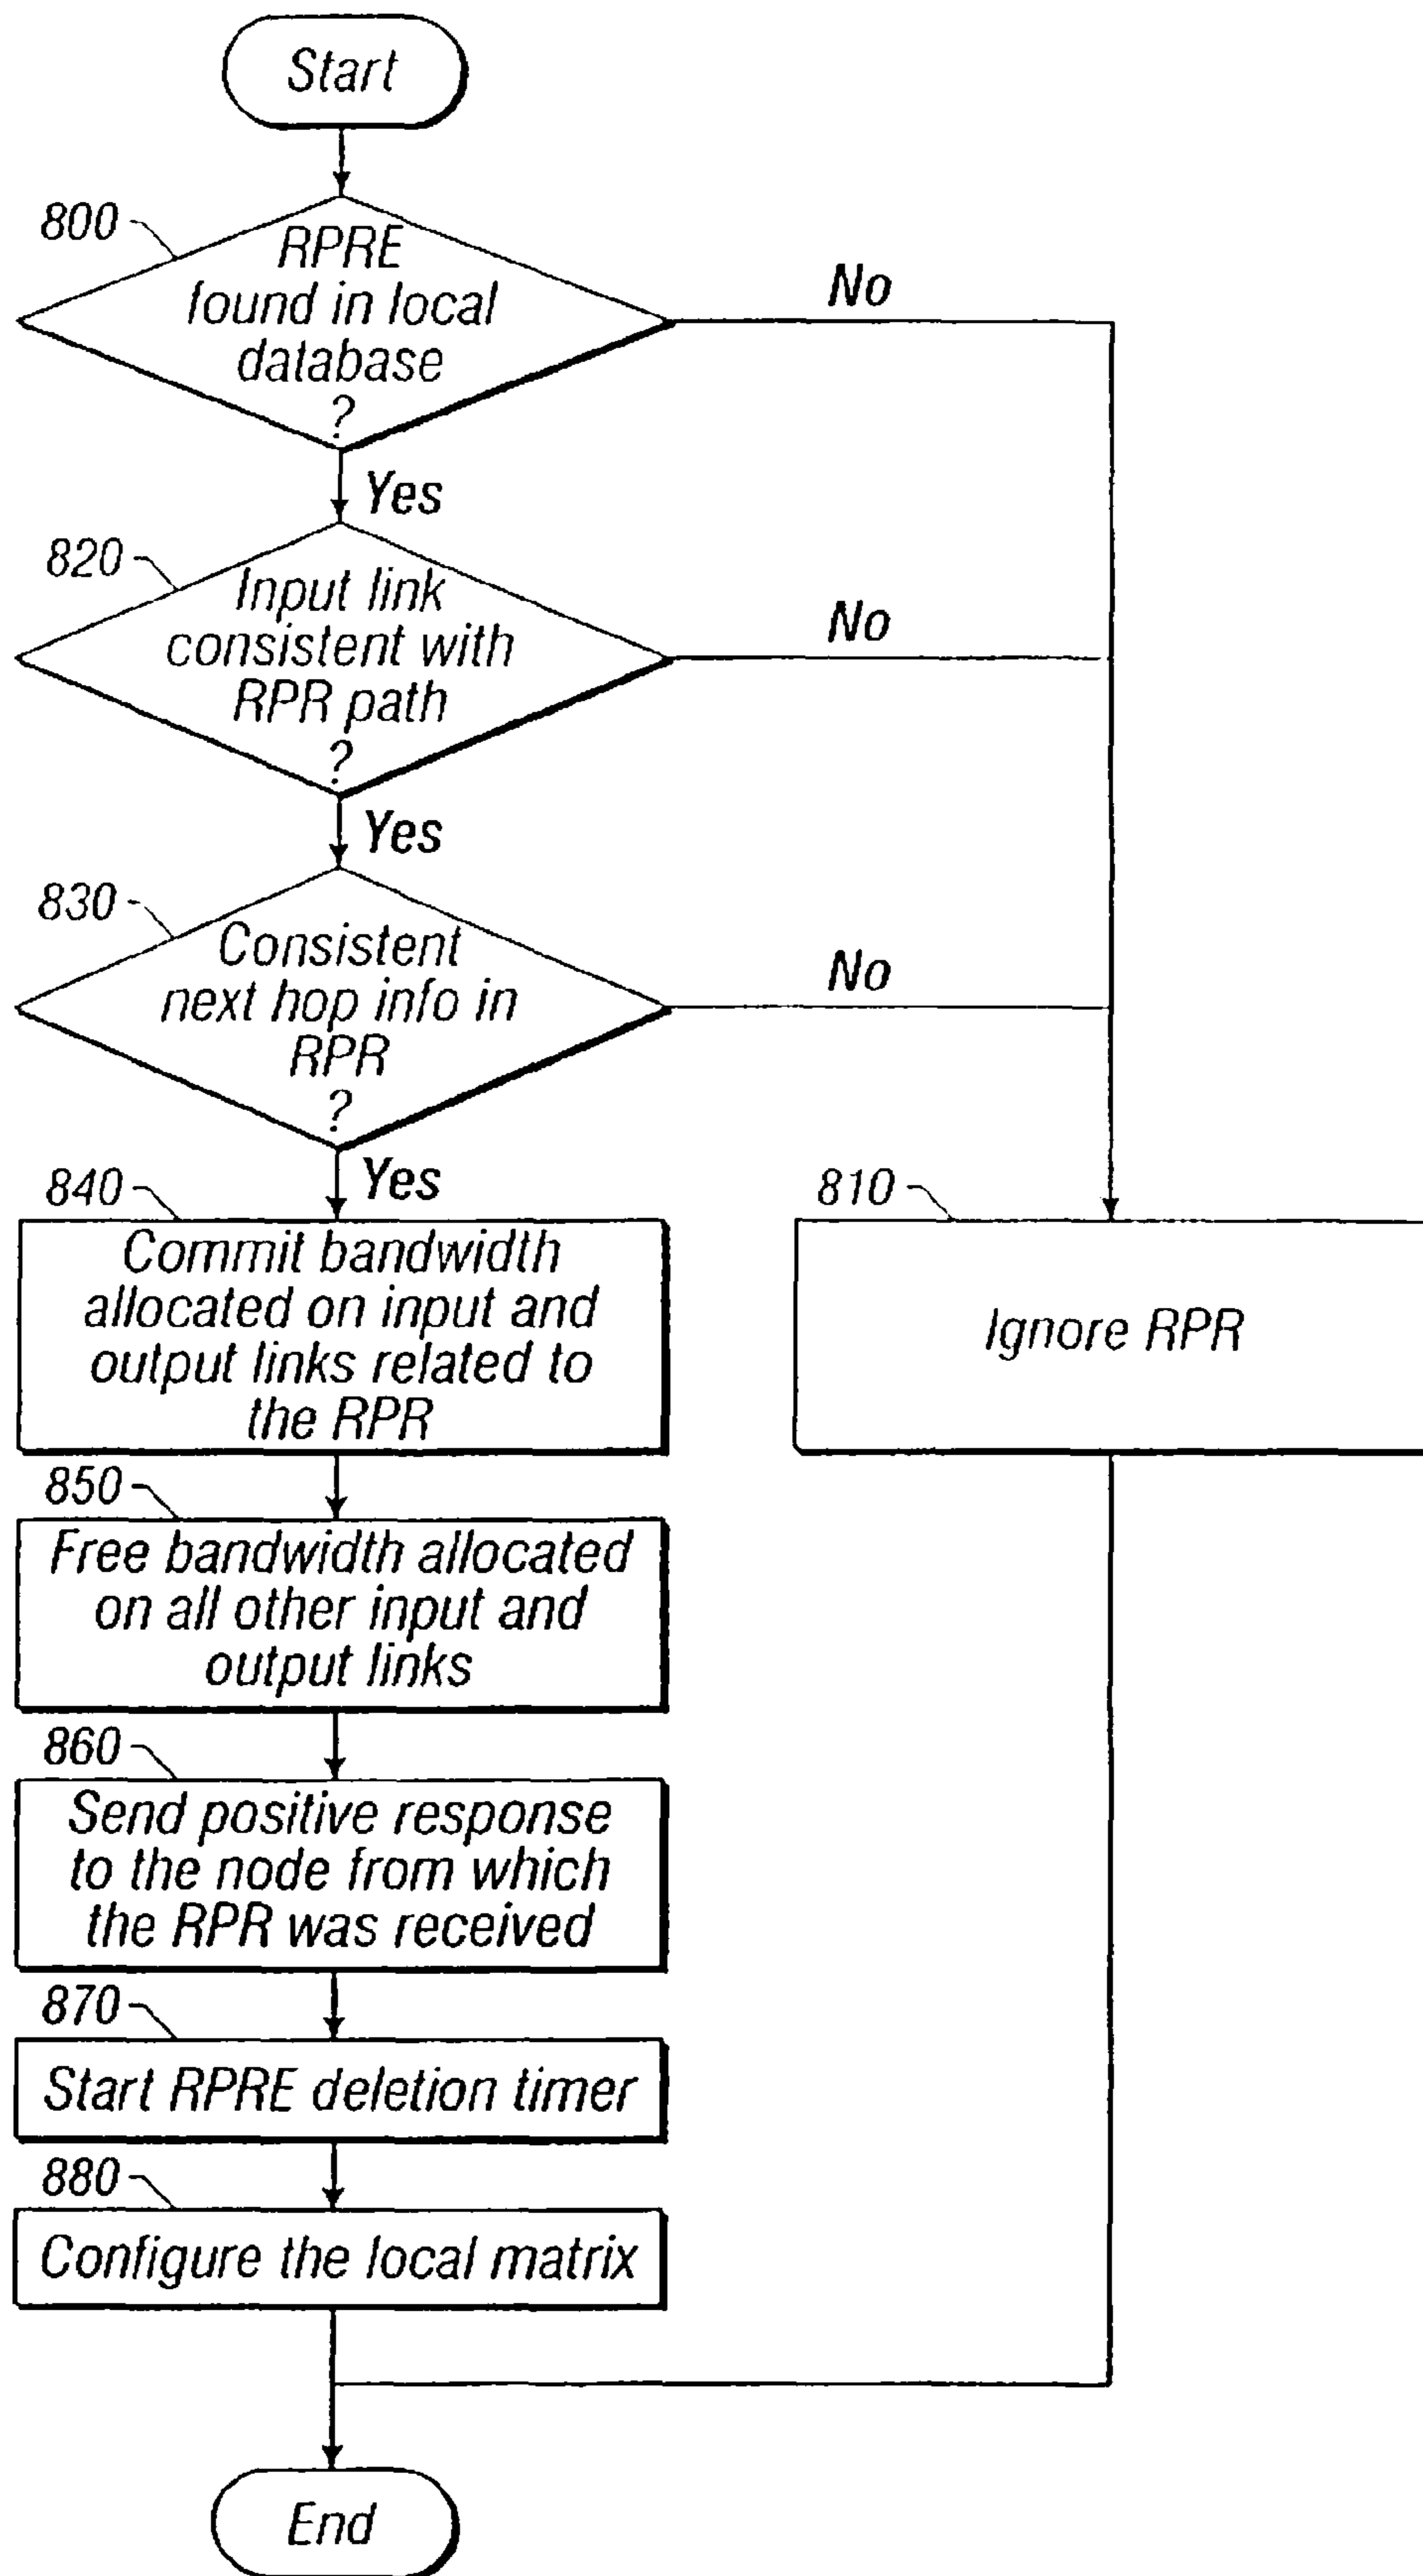 Start
800
RPRE
found in local
database
?
No
Yes
820
Input link
consistent with
RPR path
?
No
Yes
830
Consistent
next hop info in
RPR
?
No
Yes
840
Commit bandwidth
allocated on input and
output links related to
the RPR
810
Ignore RPR
850
Free bandwidth allocated
on all other input and
output links
860
Send positive response
to the node from which
the RPR was received
870
Start RPRE deletion timer
880
Configure the local matrix
End